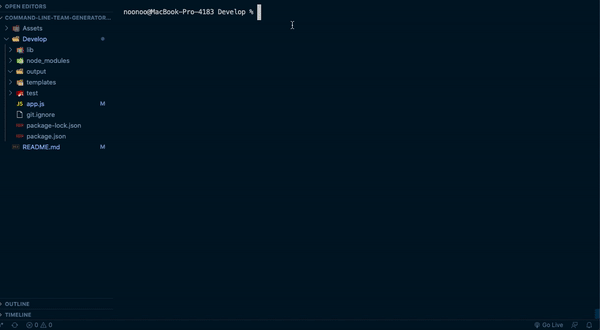 OPEN EDITORS
COMMAND-LINE-TEAM-GENERATOR...
Assets
Develop
lib
node_modules
output
templates
test
JS app.js M
git.ignore
package-lock.json
package.json
README.md M
noonoo@MacBook-Pro-4183 Develop %
OUTLINE
TIMELINE
0 0
Go Live